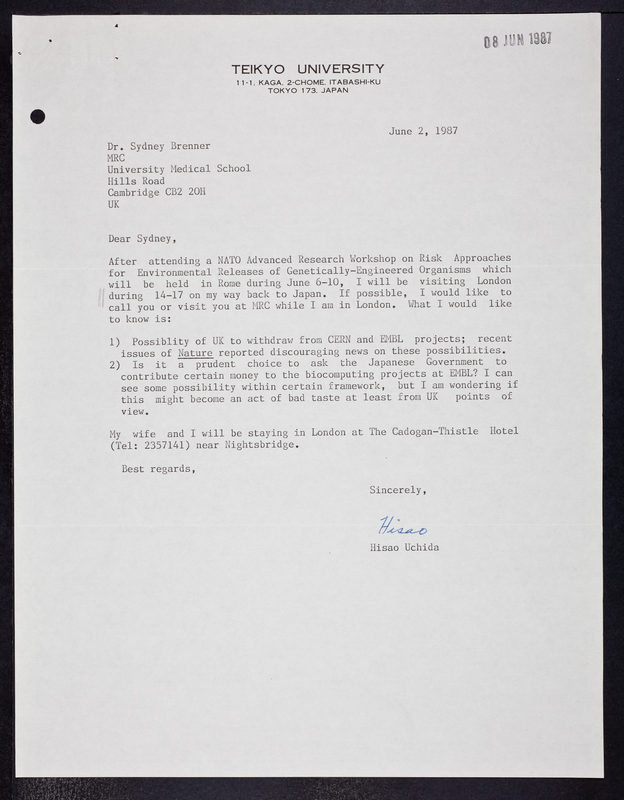 08 JUN 1987
TEIKYO UNIVERSITY
11-1, KAGA, 2-CHOME, ITABASHI-KU
TOKYO 173, JAPAN
June 2, 1987
Dr. Sydney Brenner
MRC
University Medical School
Hills Road
Cambridge CB2 2OH
UK
Dear Sydney,
After attending a NATO Advanced Research Workshop on Risk Approaches
for Environmental Releases of Genetically-Engineered Organisms which
will be held in Rome during June 6-10, I will be visiting London
during 14-17 on my way back to Japan. If possible, I would like to
call you or visit you at MRC while I am in London. What I would like
to know is:
1) Possiblity of UK to withdraw from CERN and EMBL projects; recent
issues of Nature reported discouraging news on these possibilities.
2) Is it a prudent choice to ask the Japanese Government to
contribute certain money to the biocomputing projects at EMBL? I can
see some possibility within certain framework, but I am wondering if
this might become an act of bad taste at least from UK points of
view.
My wife and I will be staying in London at The Cadogan-Thistle Hotel
(Tel: 2357141) near Nightsbridge.
Best regards,
Sincerely,
Hisao
Hisao Uchida